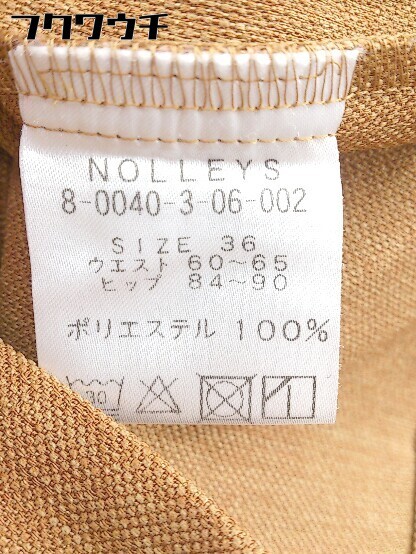 フクワウチ
NOLLEYS
8-0040-3-06-002
SIZE 36
ウエスト 60～65
ヒップ 84～90
ポリエステル 100%
30